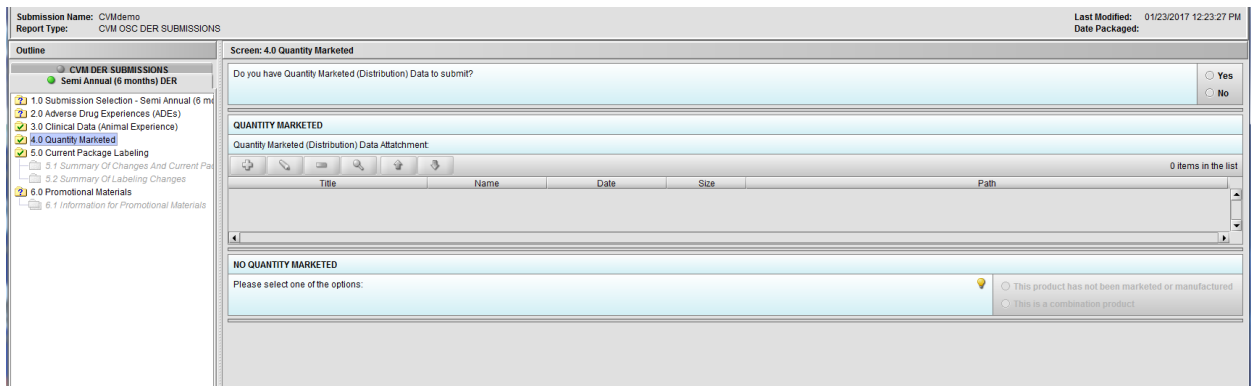 Submission Name: CVMdemo
Report Type: CVM OSC DER SUBMISSIONS
Last Modified: 01/23/2017 12:23:27 PM
Date Packaged:
Outline
CVM DER SUBMISSIONS
Semi Annual (6 months) DER
1.0 Submission Selection - Semi Annual (6 mo
2.0 Adverse Drug Experiences (ADEs)
3.0 Clinical Data (Animal Experience)
4.0 Quantity Marketed
5.0 Current Package Labeling
5.1 Summary Of Changes And Current Pac
5.2 Summary Of Labeling Changes
6.0 Promotional Materials
6.1 Information for Promotional Materials
Screen: 4.0 Quantity Marketed
Do you have Quantity Marketed (Distribution) Data to submit?
Yes
No
QUANTITY MARKETED
Quantity Marketed (Distribution) Data Attatchment:
0 items in the list
Title Name Date Size Path
NO QUANTITY MARKETED
Please select one of the options:
This product has not been marketed or manufactured
This is a combination product